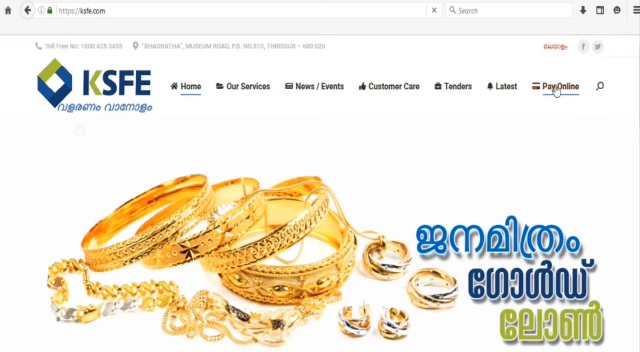 https://ksfe.com
Search
Toll Free No: 1800 425 3455
"BHADRATHA", MUSEUM ROAD, P.B. NO.510, THRISSUR – 680 020
മലയാളം
KSFE
വളരണം വാനോളം
Home
Our Services
News / Events
Customer Care
Tenders
Latest
Pay Online
ജനമിത്രം
ഗോൾഡ്
ലോൺ